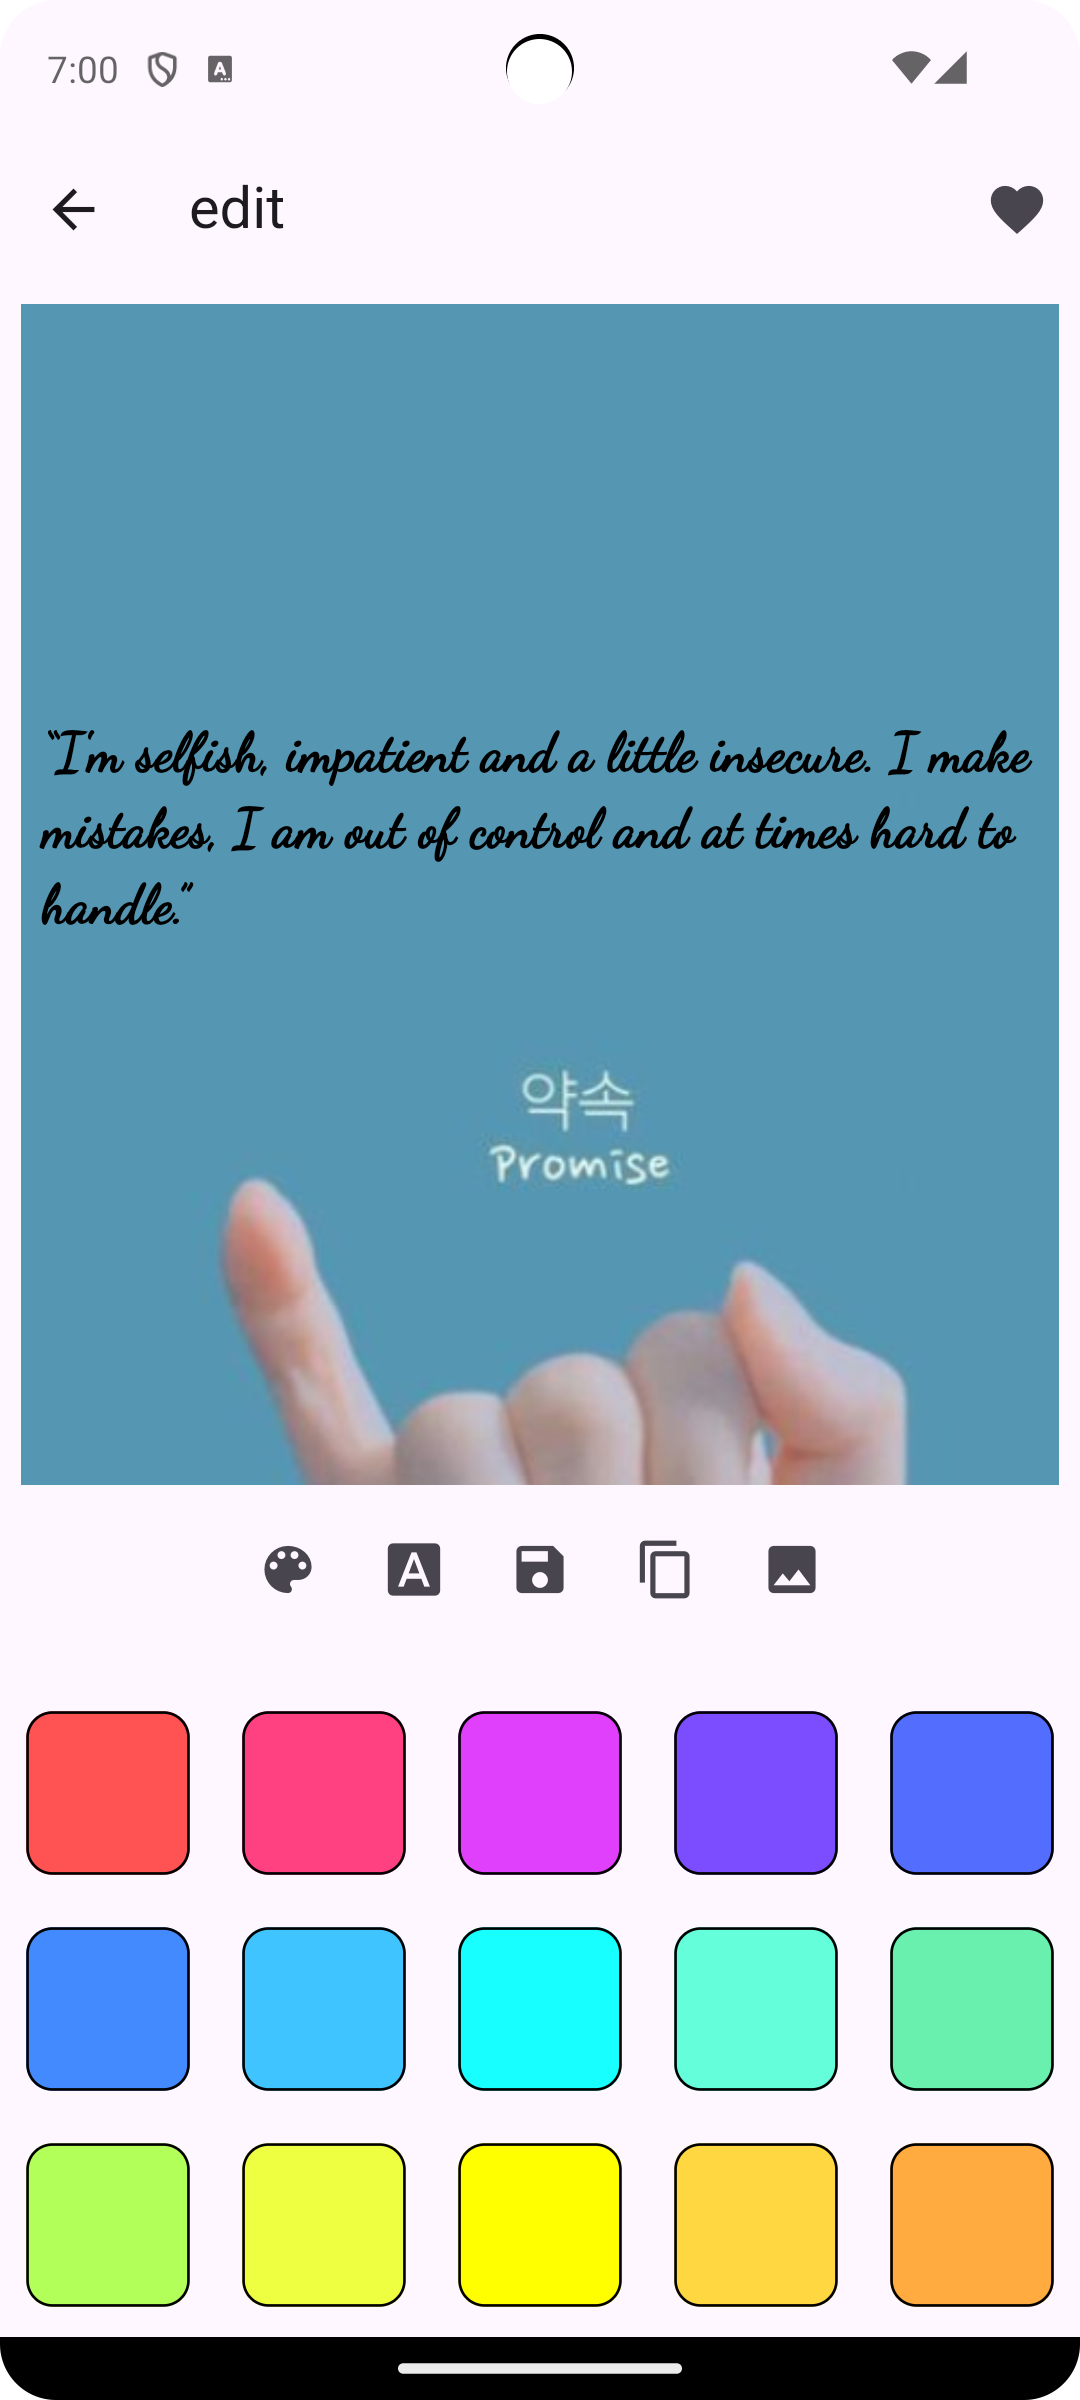 7:00
edit
“I'm selfish, impatient and a little insecure. I make
mistakes, I am out of control and at times hard to
handle.”
약속
Promise
A